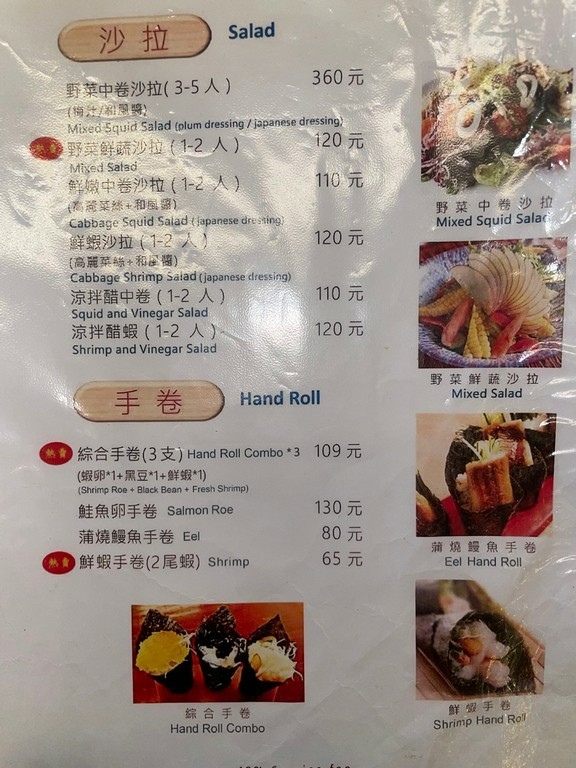 沙拉 Salad
野菜中卷沙拉(3-5人) 360元
(梅汁/和風醬)
Mixed Squid Salad (plum dressing / japanese dressing)
熱賣 野菜鮮蔬沙拉(1-2人) 120元
Mixed Salad
鮮嫩中卷沙拉(1-2人) 110元
(高麗菜絲+和風醬)
Cabbage Squid Salad (japanese dressing)
鮮蝦沙拉(1-2人) 120元
(高麗菜絲+和風醬)
Cabbage Shrimp Salad (japanese dressing)
涼拌醋中卷(1-2人) 110元
Squid and Vinegar Salad
涼拌醋蝦(1-2人) 120元
Shrimp and Vinegar Salad
手卷 Hand Roll
熱賣 綜合手卷(3支) Hand Roll Combo *3 109元
(蝦卵*1+黑豆*1+鮮蝦*1)
(Shrimp Roe + Black Bean + Fresh Shrimp)
鮭魚卵手卷 Salmon Roe 130元
蒲燒鰻魚手卷 Eel 80元
熱賣 鮮蝦手卷(2尾蝦) Shrimp 65元
綜合手卷
Hand Roll Combo
野菜中卷沙拉
Mixed Squid Salad
野菜鮮蔬沙拉
Mixed Salad
蒲燒鰻魚手卷
Eel Hand Roll
鮮蝦手卷
Shrimp Hand Roll